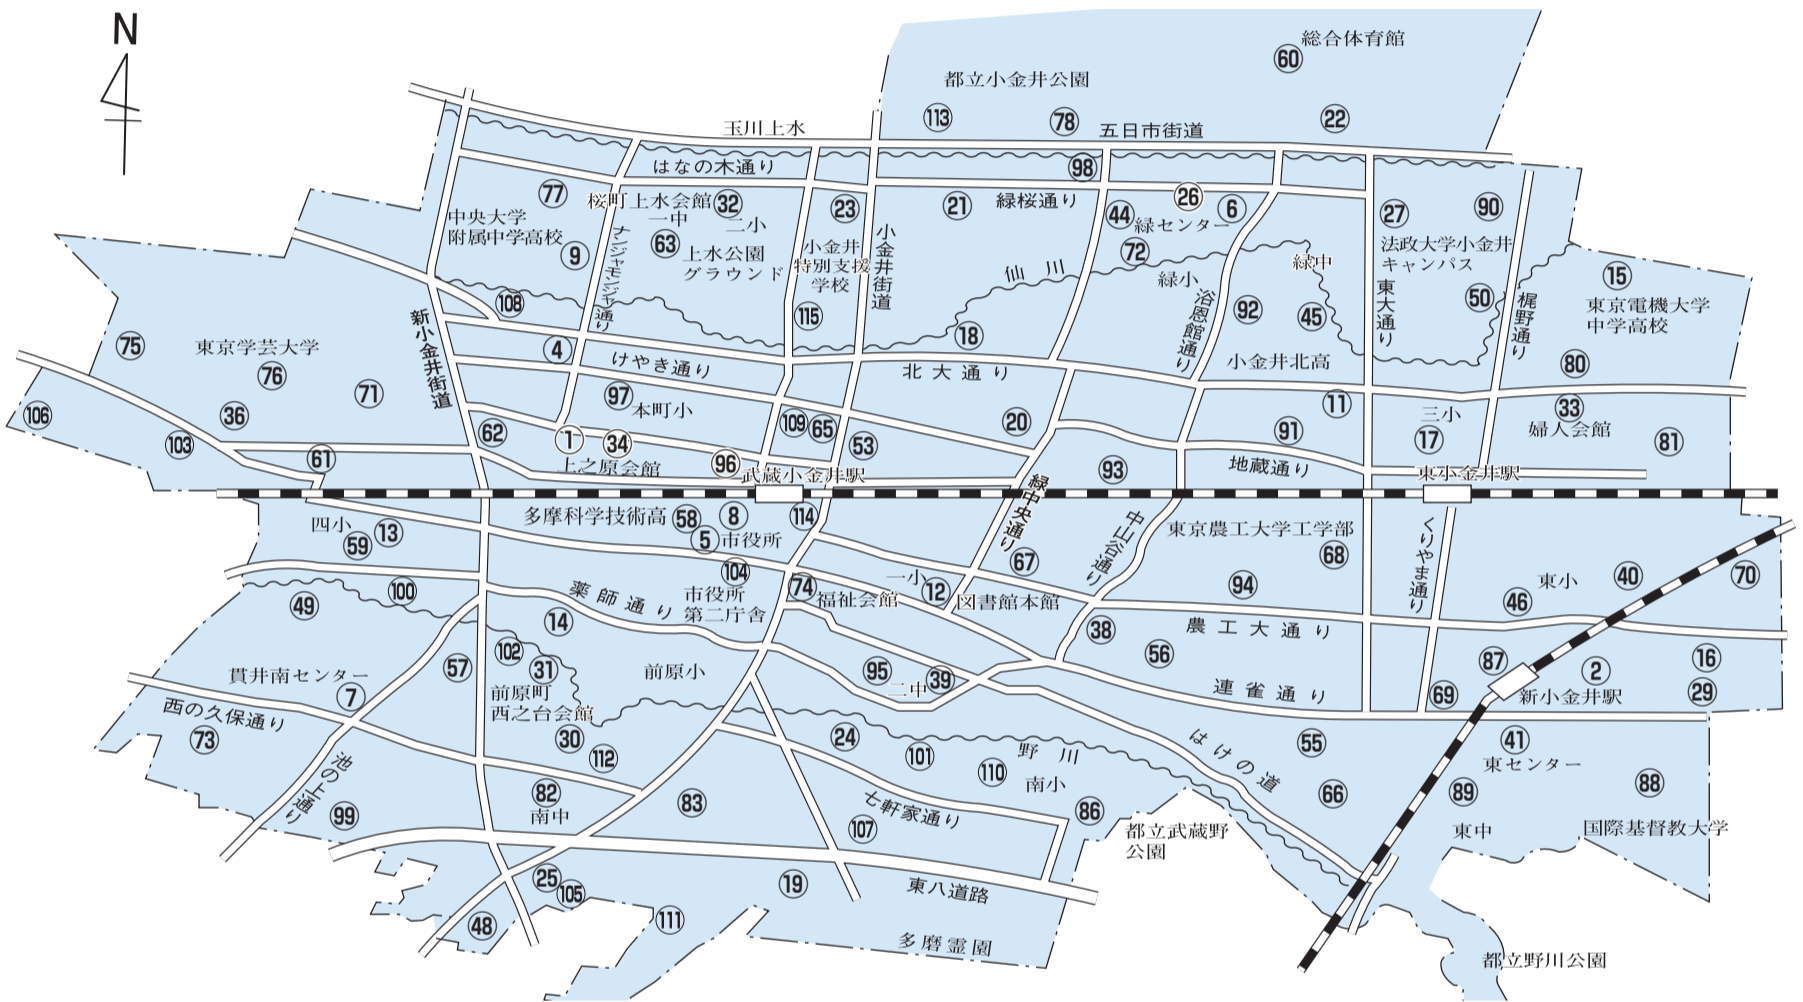 N
総合体育館
60
都立小金井公園
113
78
22
玉川上水
五日市街道
はなの木通り
98
77
桜町上水会館
32
23
21
緑桜通り
26
44
6
27
90
中央大学
附属中学高校
一中
二小
63
9
上水公園
グラウンド
ナンジャモンジャ通り
小金井
特別支援
学校
小金井街道
緑センター
72
法政大学小金井
キャンパス
仙川
緑小
緑中
15
50
東京電機大学
中学高校
東大通り
梶野通り
浴恩館通り
92
45
108
115
18
新小金井街道
75
東京学芸大学
76
71
36
106
103
4
けやき通り
北大通り
小金井北高
80
97
本町小
109
65
53
20
11
三小
17
33
婦人会館
81
91
62
1
34
上之原会館
96
武蔵小金井駅
61
93
地蔵通り
東小金井駅
緑中央通り
四小
59
13
多摩科学技術高
58
8
114
5
市役所
中山谷通り
東京農工大学工学部
68
くりやま通り
67
104
74
福祉会館
一小
12
図書館本館
94
東小
40
70
46
49
100
薬師通り
市役所
第二庁舎
14
38
農工大通り
56
102
31
57
前原小
95
二中
39
87
2
16
貫井南センター
7
前原町
西之台会館
連雀通り
69
新小金井駅
29
西の久保通り
73
30
112
24
101
野川
はけの道
55
41
東センター
110
南小
池の上通り
82
南中
83
七軒家通り
86
66
89
88
99
107
都立武蔵野
公園
東中
国際基督教大学
25
105
19
東八道路
48
111
多磨霊園
都立野川公園